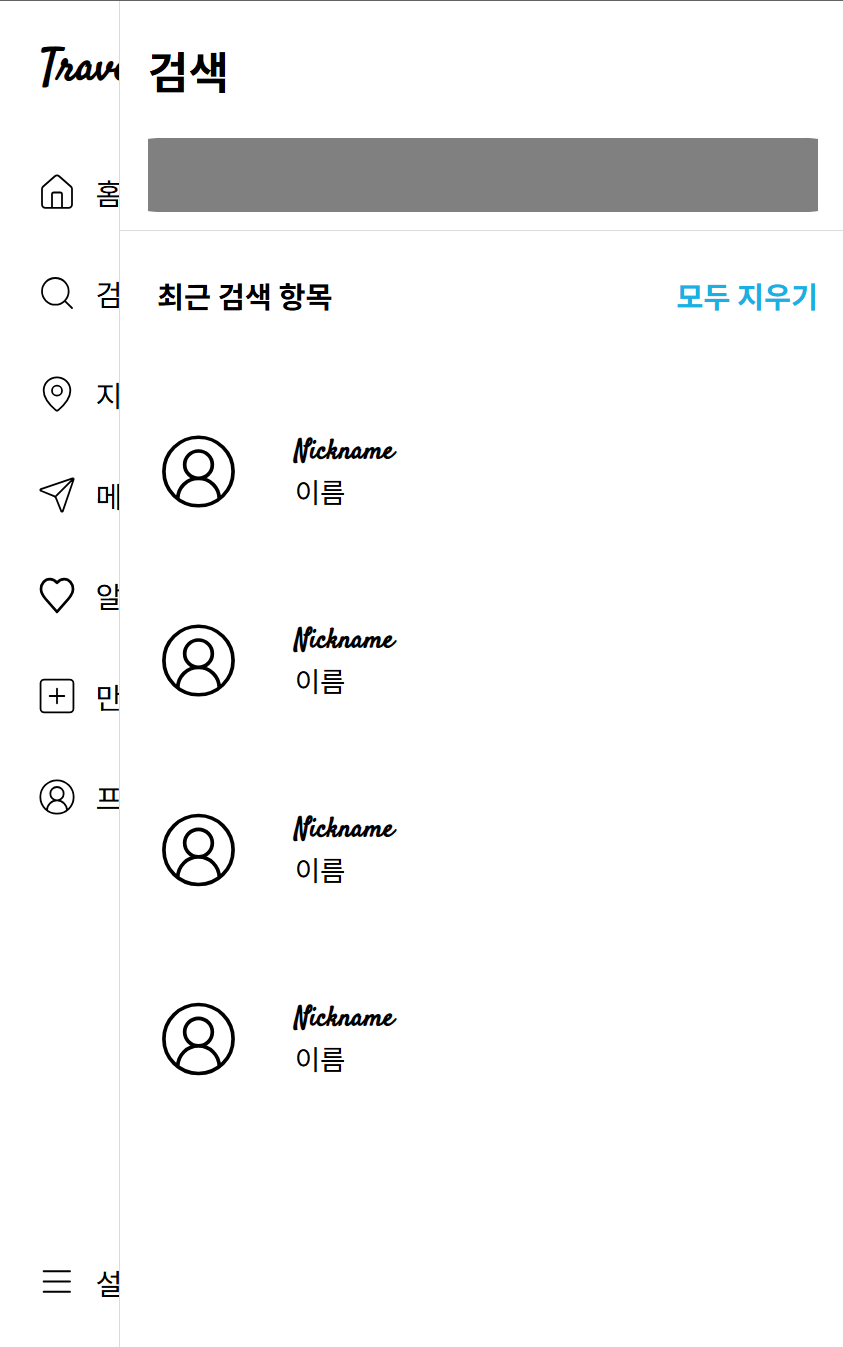 Trav
홈
검
지
메
알
만
프
설
검색
최근 검색 항목
모두 지우기
Nickname
이름
Nickname
이름
Nickname
이름
Nickname
이름